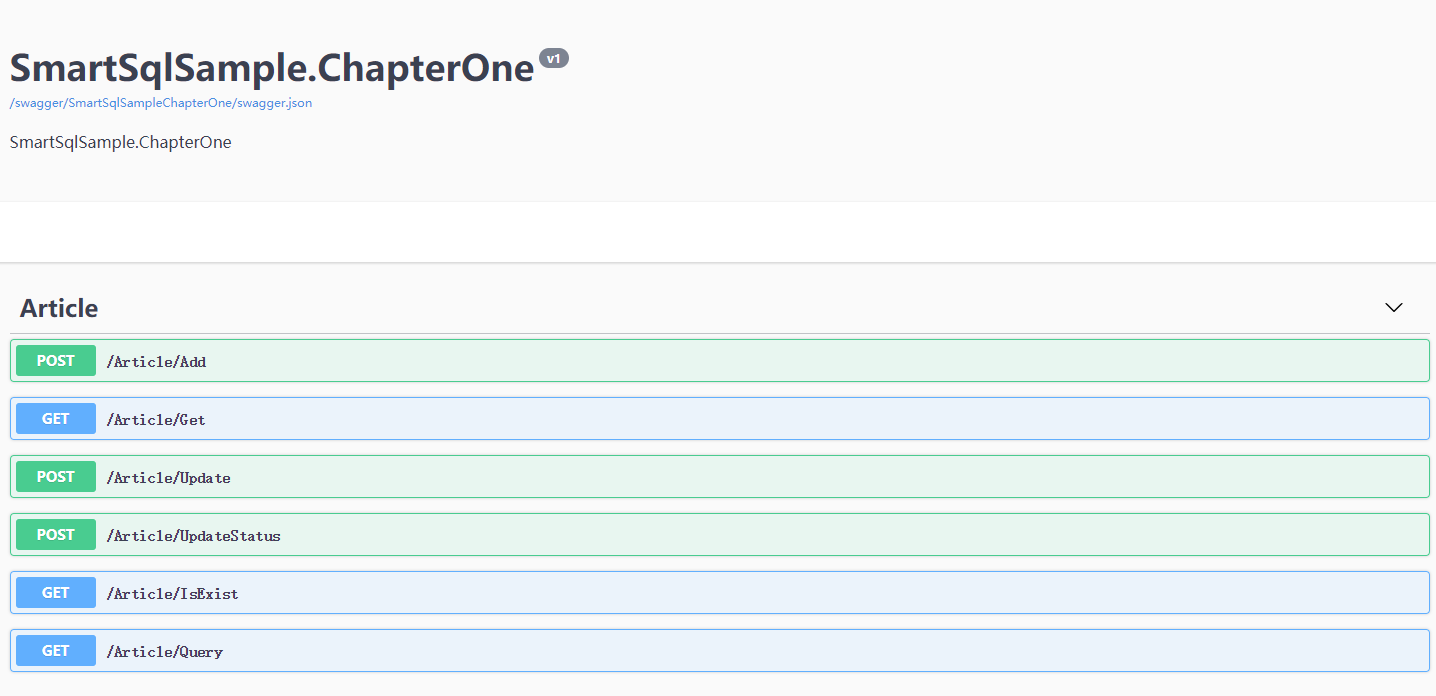 SmartSqlSample.ChapterOne v1
/swagger/SmartSqlSampleChapterOne/swagger.json
SmartSqlSample.ChapterOne
Article
POST /Article/Add
GET /Article/Get
POST /Article/Update
POST /Article/UpdateStatus
GET /Article/IsExist
GET /Article/Query